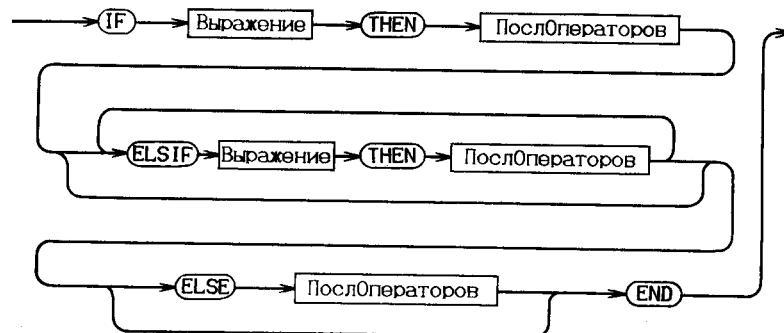 IF Выражение THEN ПослОператоров
ELSIF Выражение THEN ПослОператоров
ELSE ПослОператоров END